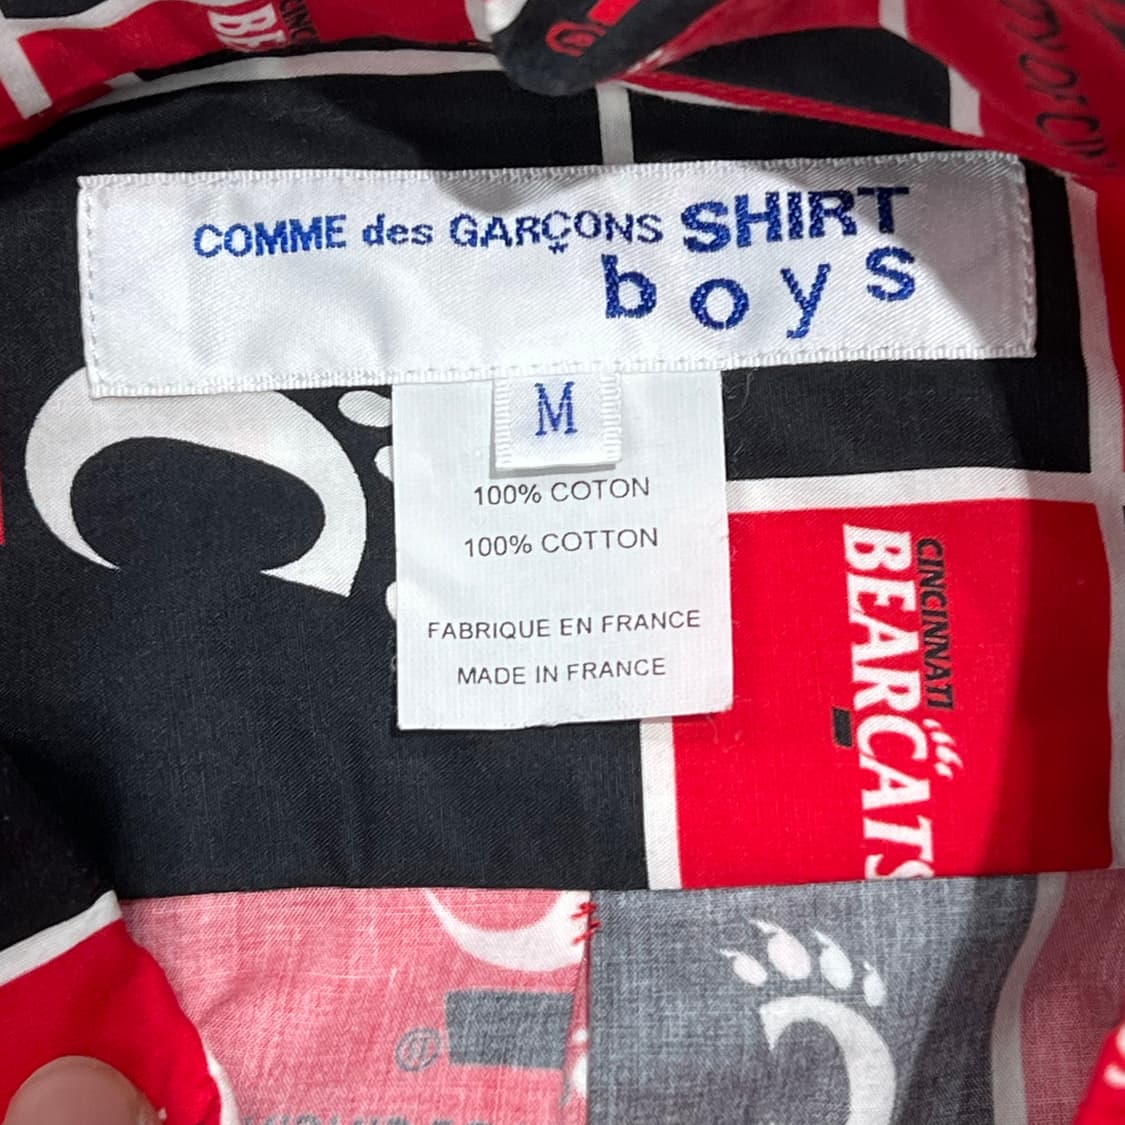 COMME des GARÇONS SHIRT
boys
M
100% COTON
100% COTTON
FABRIQUE EN FRANCE
MADE IN FRANCE
CINCINNATI
BEARCATS